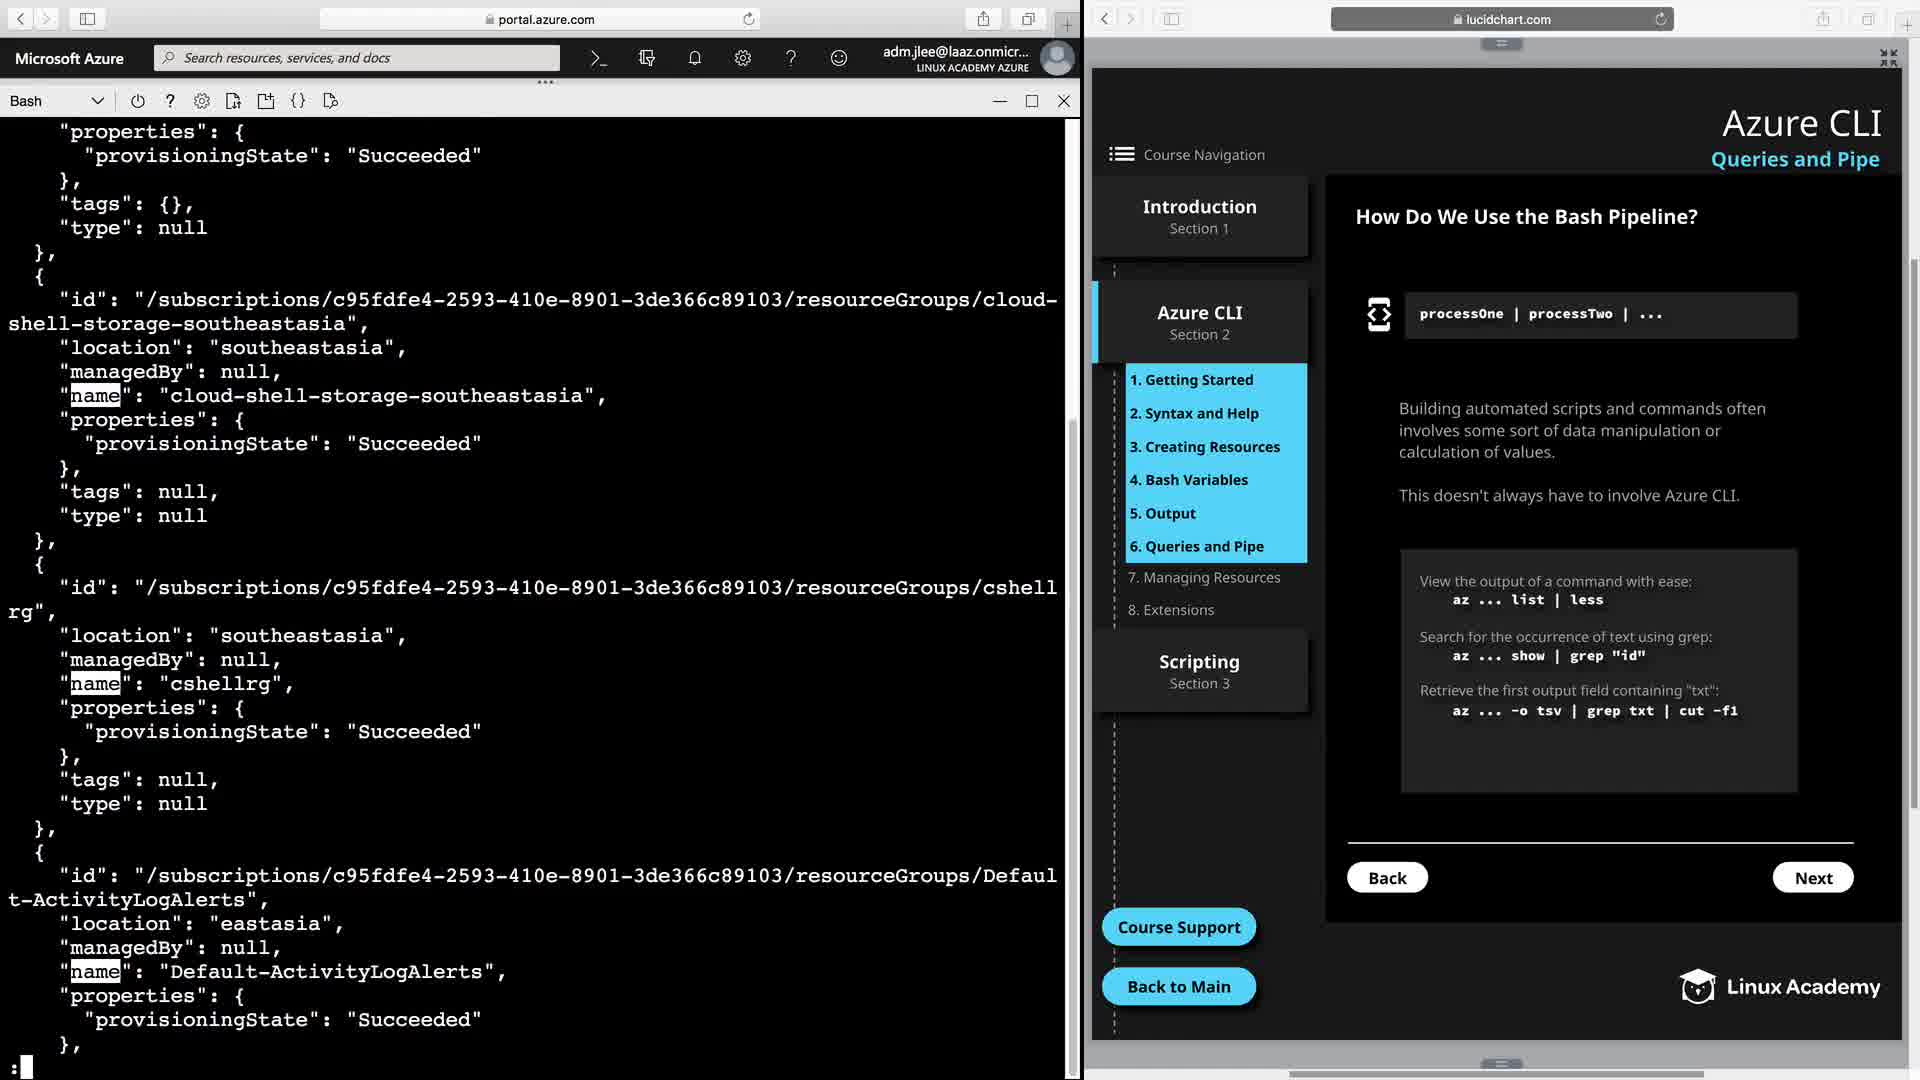 portal.azure.com
Microsoft Azure
Search resources, services, and docs
adm.jlee@laaz.onmicr...
LINUX ACADEMY AZURE
Bash
"properties": {
"provisioningState": "Succeeded"
},
"tags": {},
"type": null
},
{
"id": "/subscriptions/c95fdfe4-2593-410e-8901-3de366c89103/resourceGroups/cloud-
shell-storage-southeastasia",
"location": "southeastasia",
"managedBy": null,
"name": "cloud-shell-storage-southeastasia",
"properties": {
"provisioningState": "Succeeded"
},
"tags": null,
"type": null
},
{
"id": "/subscriptions/c95fdfe4-2593-410e-8901-3de366c89103/resourceGroups/cshell
rg",
"location": "southeastasia",
"managedBy": null,
"name": "cshellrg",
"properties": {
"provisioningState": "Succeeded"
},
"tags": null,
"type": null
},
{
"id": "/subscriptions/c95fdfe4-2593-410e-8901-3de366c89103/resourceGroups/Defaul
t-ActivityLogAlerts",
"location": "eastasia",
"managedBy": null,
"name": "Default-ActivityLogAlerts",
"properties": {
"provisioningState": "Succeeded"
},
:
lucidchart.com
Azure CLI
Queries and Pipe
Course Navigation
Introduction
Section 1
Azure CLI
Section 2
1. Getting Started
2. Syntax and Help
3. Creating Resources
4. Bash Variables
5. Output
6. Queries and Pipe
7. Managing Resources
8. Extensions
Scripting
Section 3
Course Support
Back to Main
How Do We Use the Bash Pipeline?
processOne | processTwo | ...
Building automated scripts and commands often
involves some sort of data manipulation or
calculation of values.
This doesn't always have to involve Azure CLI.
View the output of a command with ease:
az ... list | less
Search for the occurrence of text using grep:
az ... show | grep "id"
Retrieve the first output field containing "txt":
az ... -o tsv | grep txt | cut -f1
Back
Next
Linux Academy